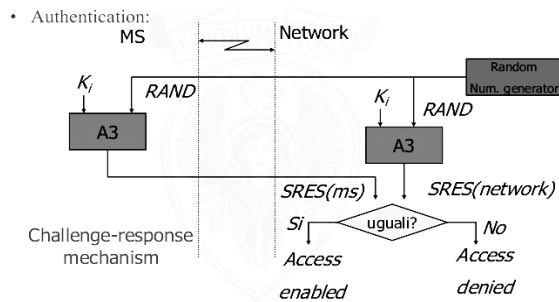 • Authentication:
MS
Network
Random
Num. generator
Ki
RAND
Ki
RAND
A3
A3
SRES(ms)
SRES(network)
Si
uguali?
No
Challenge-response
mechanism
Access
enabled
Access
denied